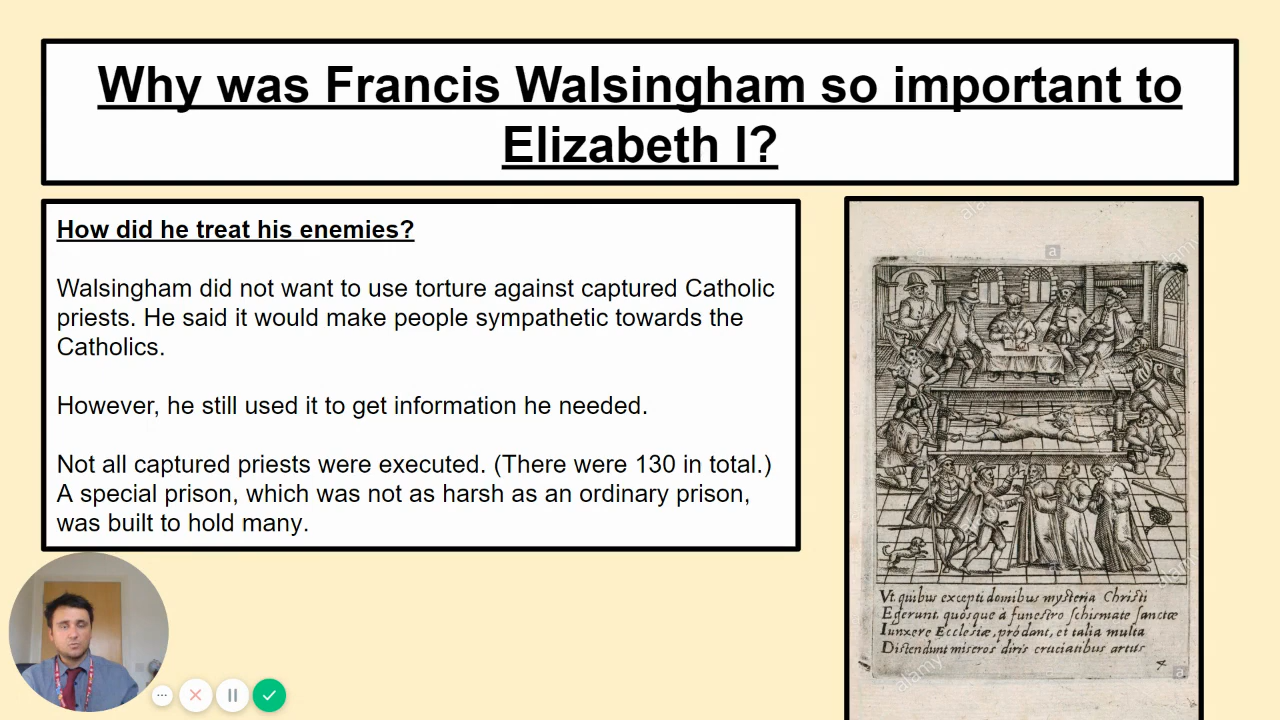 Why was Francis Walsingham so important to
Elizabeth I?
How did he treat his enemies?
Walsingham did not want to use torture against captured Catholic
priests. He said it would make people sympathetic towards the
Catholics.
However, he still used it to get information he needed.
Not all captured priests were executed. (There were 130 in total.)
A special prison, which was not as harsh as an ordinary prison,
was built to hold many.
Vt quibus excepti domibus mysteria Christi
Egerunt, quosque à funestro schismate sanctæ
Iunxere Ecclesiæ, pródant, et talia multa
Distendunt miseros diris cruciatibus artus
7
a
a
alamy